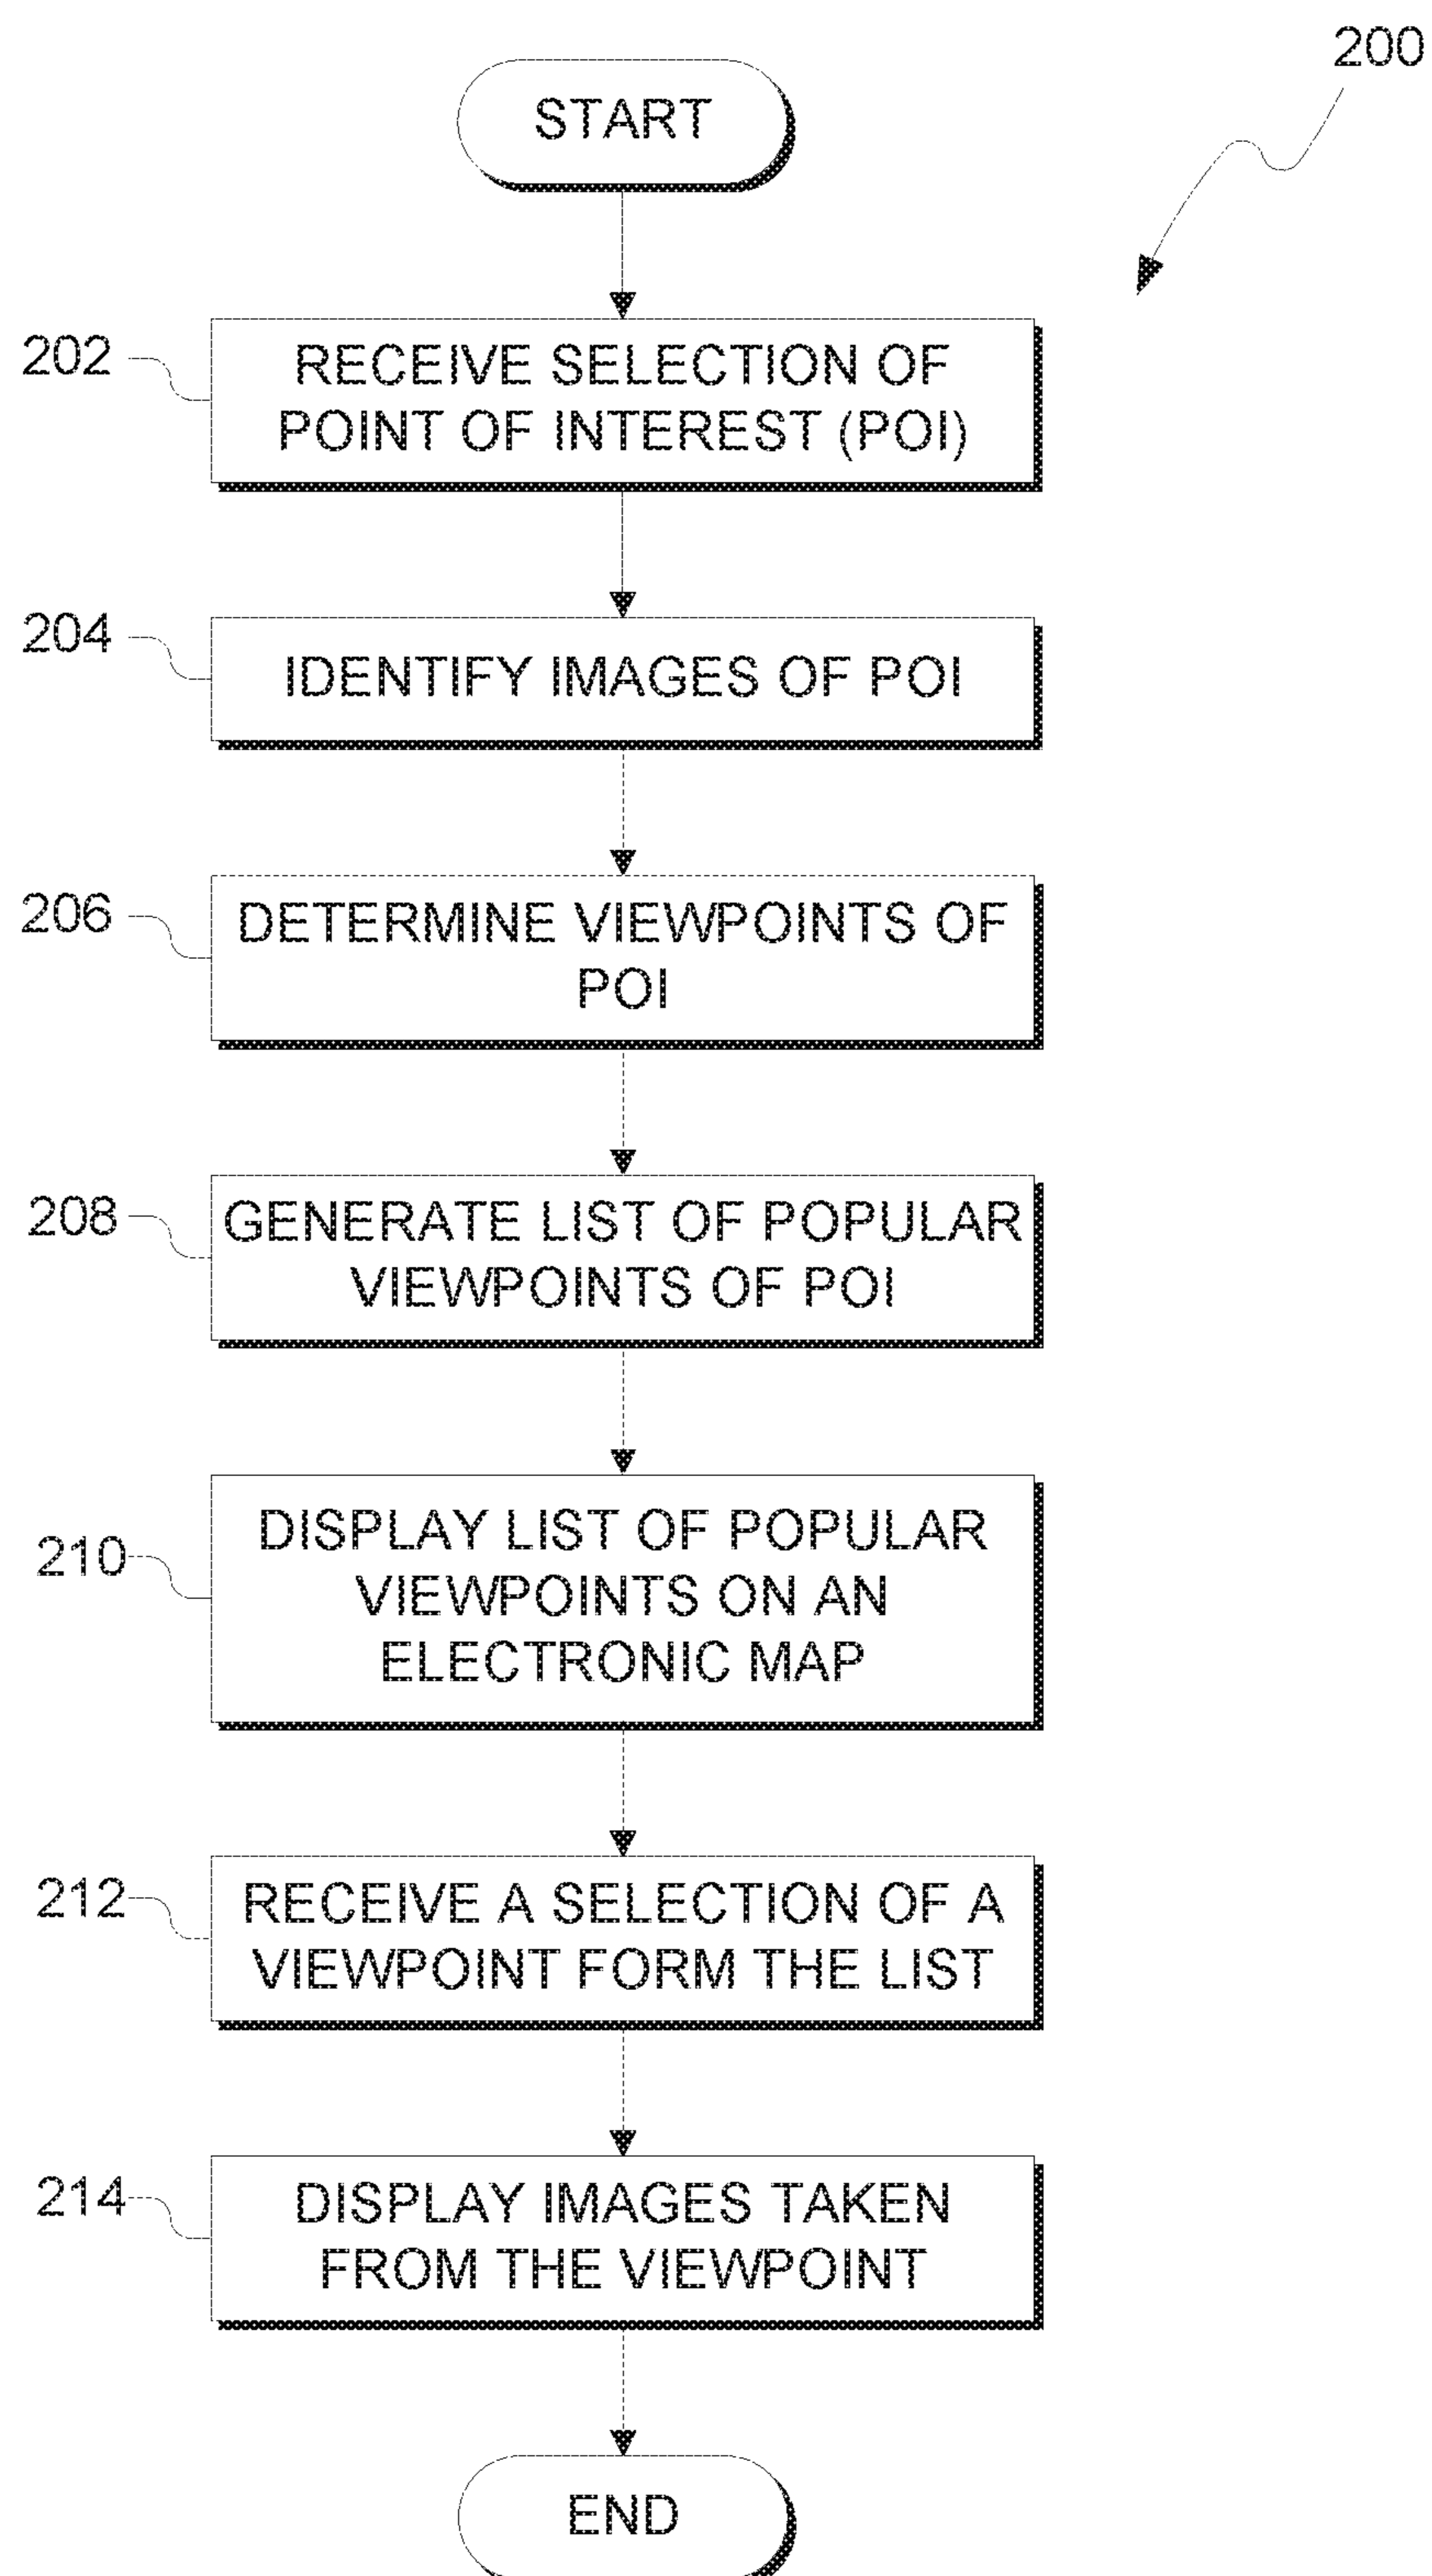 200
START
202
RECEIVE SELECTION OF
POINT OF INTEREST (POI)
204
IDENTIFY IMAGES OF POI
206
DETERMINE VIEWPOINTS OF
POI
208
GENERATE LIST OF POPULAR
VIEWPOINTS OF POI
210
DISPLAY LIST OF POPULAR
VIEWPOINTS ON AN
ELECTRONIC MAP
212
RECEIVE A SELECTION OF A
VIEWPOINT FORM THE LIST
214
DISPLAY IMAGES TAKEN
FROM THE VIEWPOINT
END